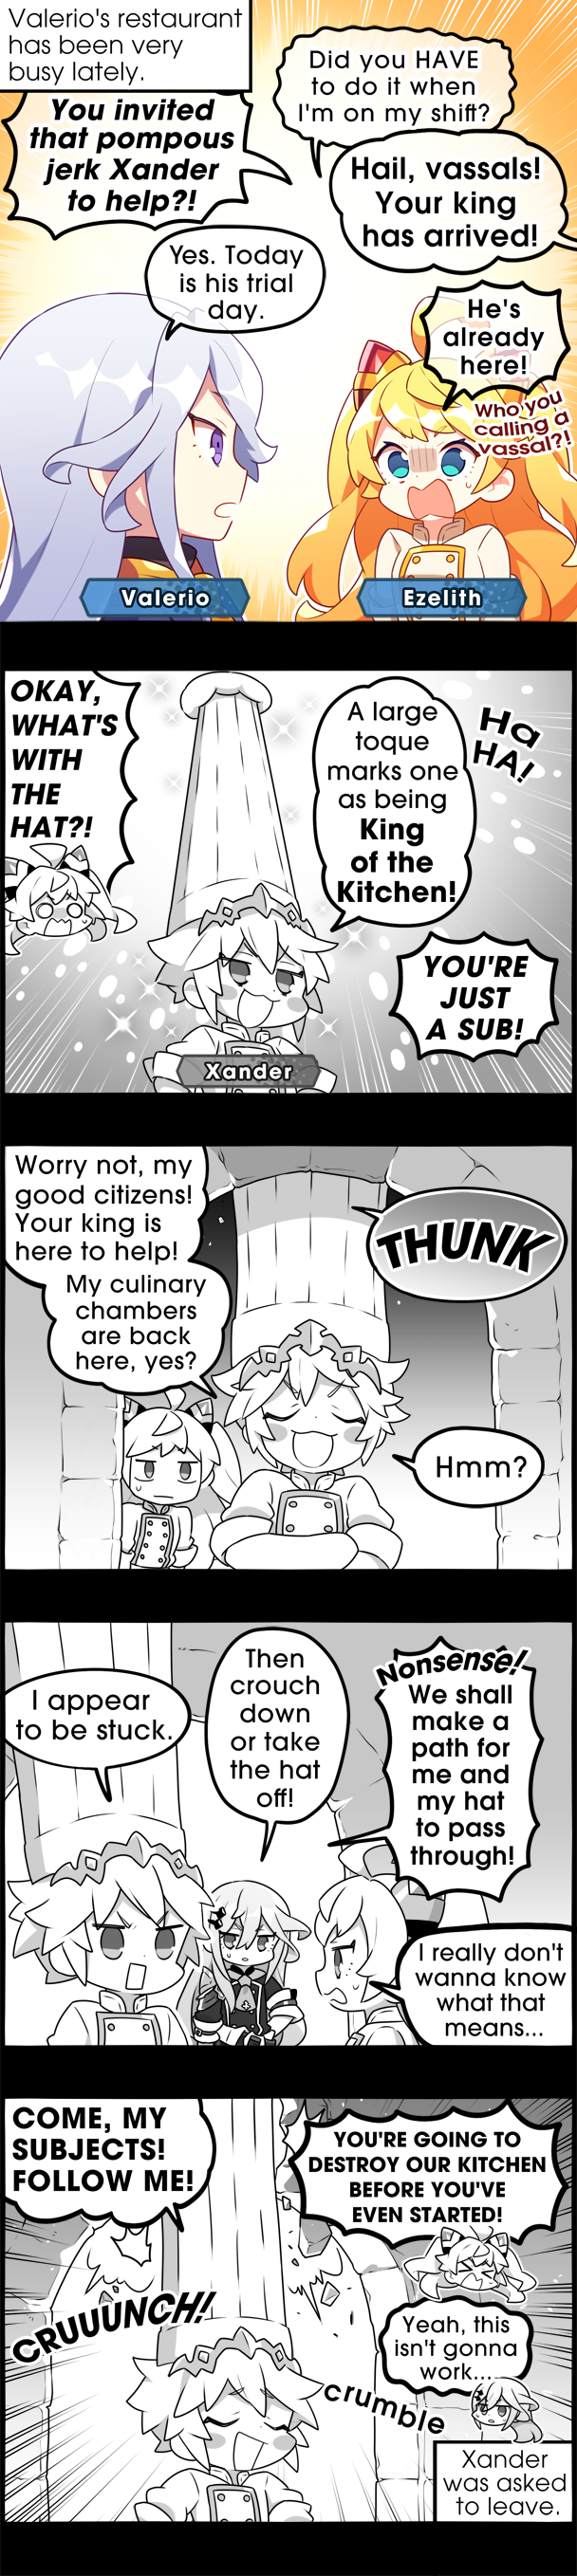 Valerio's restaurant
has been very
busy lately.
Did you HAVE
to do it when
I'm on my shift?
You invited
that pompous
jerk Xander
to help?!
Hail, vassals!
Your king
has arrived!
Yes. Today
is his trial
day.
He's
already
here!
Who you
calling a
vassal?!
Valerio
Ezelith
OKAY,
WHAT'S
WITH
THE
HAT?!
A large
toque
marks one
as being
King
of the
Kitchen!
Ha
HA!
YOU'RE
JUST
A SUB!
Xander
Worry not, my
good citizens!
Your king is
here to help!
My culinary
chambers
are back
here, yes?
THUNK
Hmm?
I appear
to be stuck.
Then
crouch
down
or take
the hat
off!
Nonsense!
We shall
make a
path for
me and
my hat
to pass
through!
I really don't
wanna know
what that
means...
COME, MY
SUBJECTS!
FOLLOW ME!
YOU'RE GOING TO
DESTROY OUR KITCHEN
BEFORE YOU'VE
EVEN STARTED!
CRUUUNCH!
Yeah, this
isn't gonna
work...
crumble
Xander
was asked
to leave.